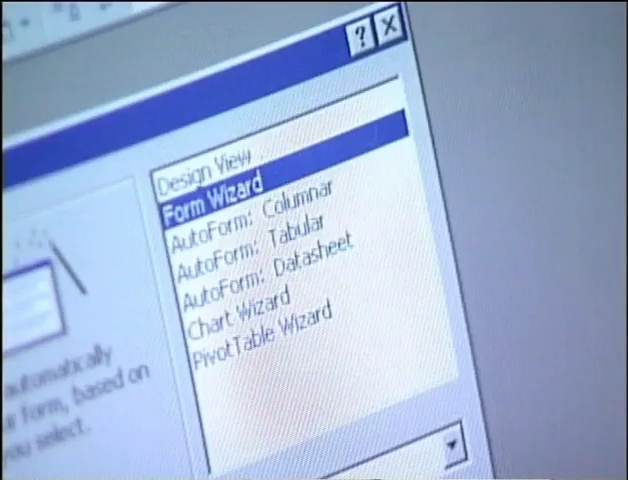 Design View
Form Wizard
AutoForm: Columnar
AutoForm: Tabular
AutoForm: Datasheet
Chart Wizard
PivotTable Wizard
automatically
form, based on
you select.